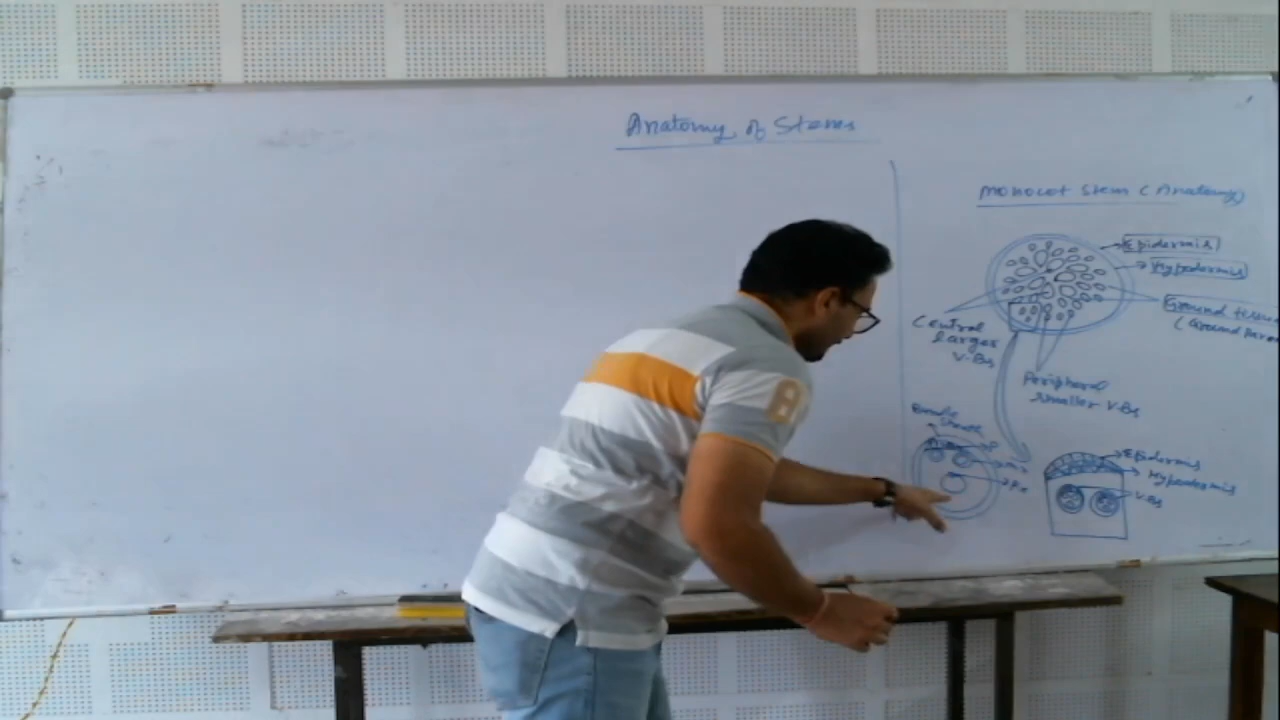 Anatomy of Stems
Monocot Stem (Anatomy)
Epidermis
Hypodermis
Ground tissue
(Ground Paren
Central
larger
V.Bs
Peripheral
smaller V.Bs
Bundle
Sheath
Epidermis
Hypodermis
V.Bs